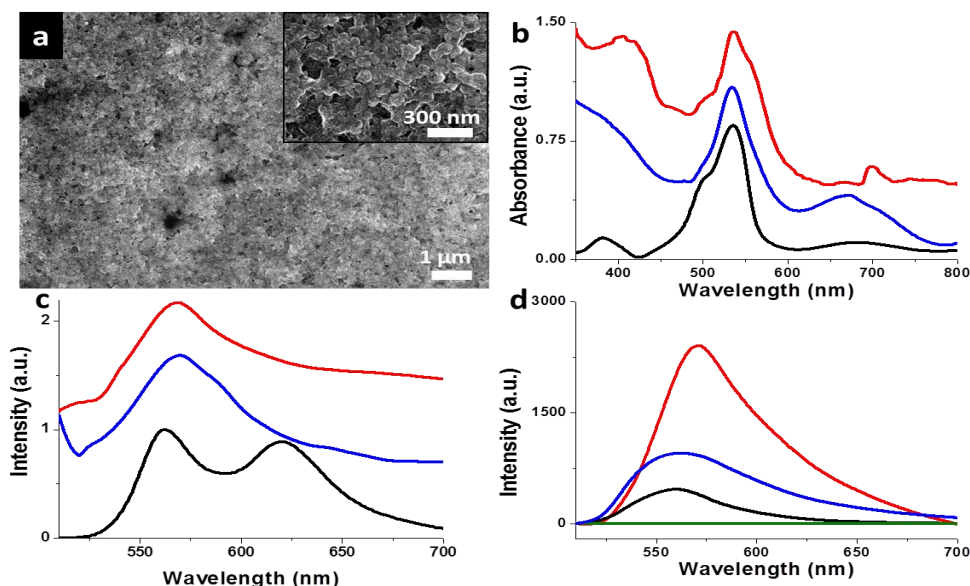 a
300 nm
1 µm
b
Absorbance (a.u.)
1.50
0.75
0.00
400
500
600
700
800
Wavelength (nm)
c
Intensity (a.u.)
2
1
0
550
600
650
700
Wavelength (nm)
d
Intensity (a.u.)
3000
1500
0
550
600
650
700
Wavelength (nm)